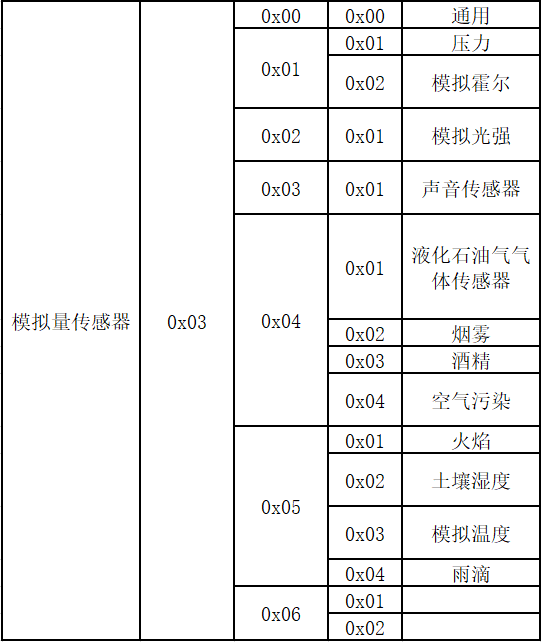 模拟量传感器
0x03
0x00
0x00
通用
0x01
0x01
压力
0x02
模拟霍尔
0x02
0x01
模拟光强
0x03
0x01
声音传感器
0x04
0x01
液化石油气气
体传感器
0x02
烟雾
0x03
酒精
0x04
空气污染
0x05
0x01
火焰
0x02
土壤湿度
0x03
模拟温度
0x04
雨滴
0x06
0x01
0x02